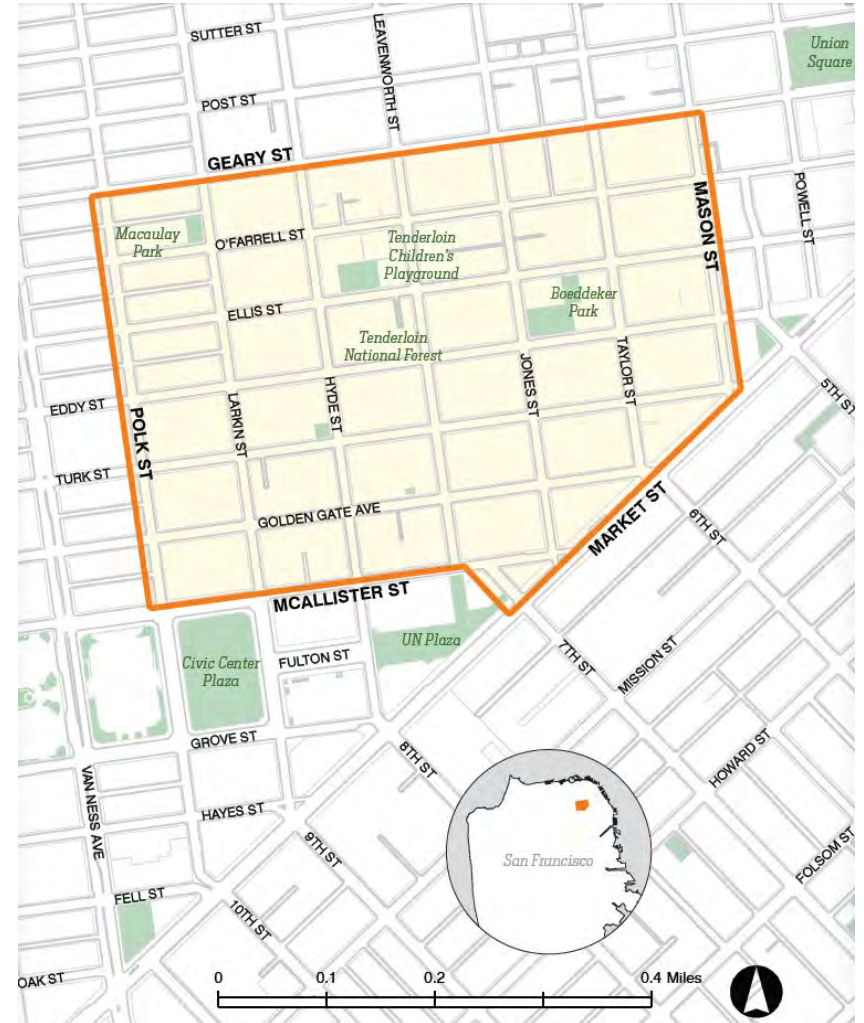 SUTTER ST
LEAVENWORTH ST
Union
Square
POST ST
GEARY ST
MASON ST
POWELL ST
Macaulay
Park
O'FARRELL ST
Tenderloin
Children's
Playground
ELLIS ST
Boeddeker
Park
Tenderloin
National Forest
EDDY ST
POLK ST
LARKIN ST
HYDE ST
JONES ST
TAYLOR ST
5TH ST
TURK ST
GOLDEN GATE AVE
MARKET ST
6TH ST
MCALLISTER ST
UN Plaza
Civic Center
Plaza
FULTON ST
7TH ST
MISSION ST
GROVE ST
8TH ST
HOWARD ST
VAN NESS AVE
HAYES ST
9TH ST
San Francisco
FOLSOM ST
FELL ST
10TH ST
OAK ST
0 0.1 0.2 0.4 Miles